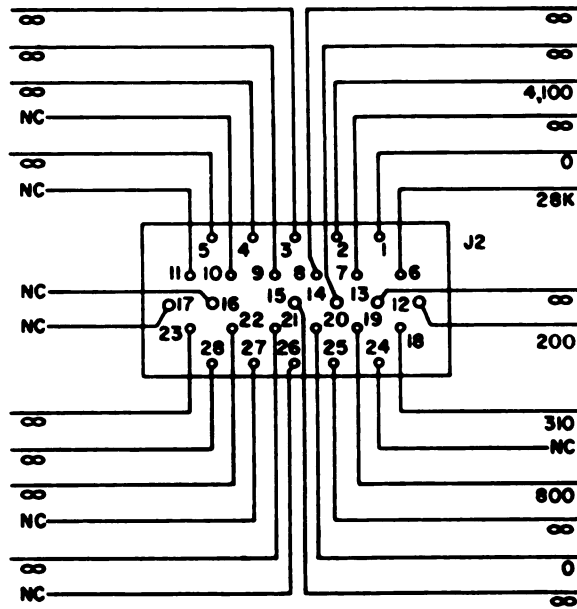 ∞ ∞
∞ ∞
∞ 4,100
NC ∞
∞ 0
NC 28K
J2
5 4 3 2 1
11 10 9 8 7 6
NC ∞
17 16 15 14 13 12
NC 200
23 22 21 20 19 18
28 27 26 25 24
∞ 310
∞ NC
∞ 800
NC ∞
∞ 0
NC ∞